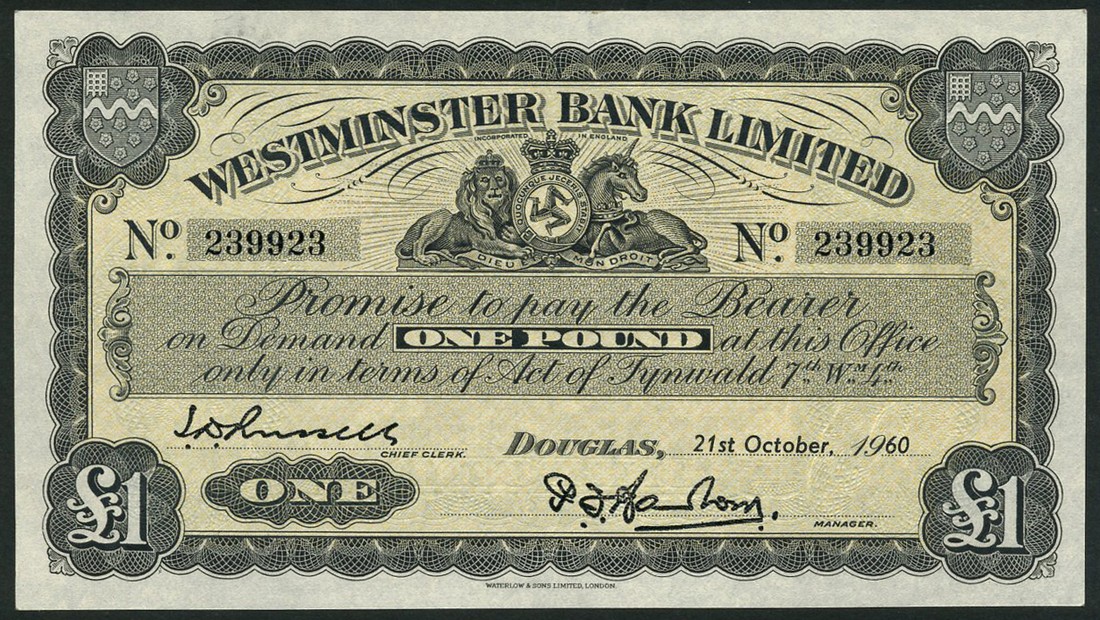 WESTMINSTER BANK LIMITED
INCORPORATED IN ENGLAND
QUOCUNQUE JECERIS STABIT
DIEU ET MON DROIT
No. 239923
No. 239923
Promise to pay the Bearer
on Demand ONE POUND at this Office
only in terms of Act of Tynwald 7th Wm. 4th
CHIEF CLERK.
DOUGLAS, 21st October, 1960
ONE
MANAGER.
£1
£1
WATERLOW & SONS LIMITED, LONDON.